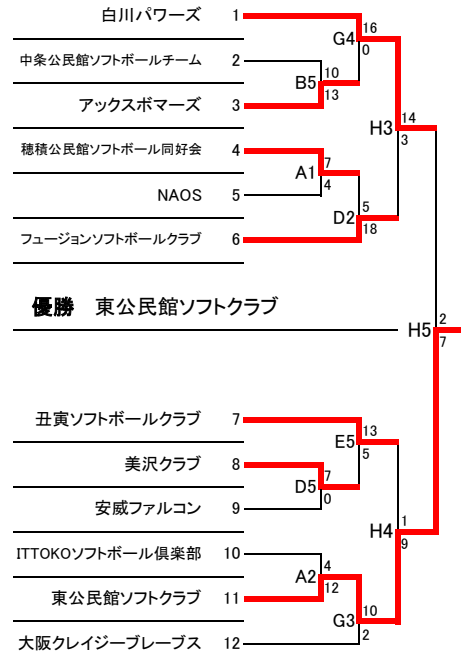 白川パワーズ 1
16
G4
0
中条公民館ソフトボールチーム 2
10
B5
13
アックスボマーズ 3
14
H3
3
穂積公民館ソフトボール同好会 4
7
A1
4
NAOS 5
5
D2
18
フュージョンソフトボールクラブ 6
優勝 東公民館ソフトクラブ
2
H5
7
丑寅ソフトボールクラブ 7
13
E5
5
美沢クラブ 8
7
D5
0
安威ファルコン 9
1
H4
9
ITTOKOソフトボール倶楽部 10
4
A2
12
東公民館ソフトクラブ 11
10
G3
2
大阪クレイジーブレーブス 12